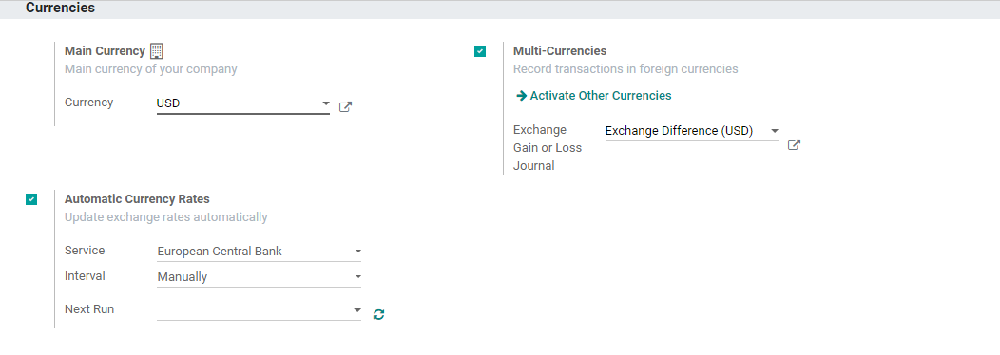 Currencies
Main Currency
Main currency of your company
Currency USD
Multi-Currencies
Record transactions in foreign currencies
Activate Other Currencies
Exchange Exchange Difference (USD)
Gain or Loss
Journal
Automatic Currency Rates
Update exchange rates automatically
Service European Central Bank
Interval Manually
Next Run